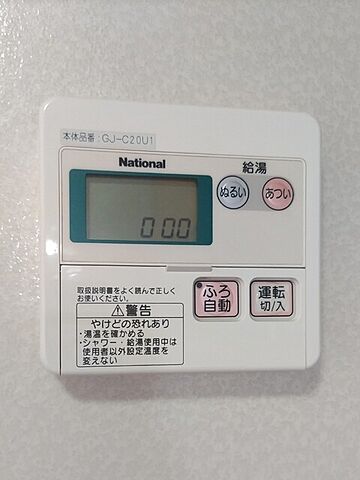 本体品番：GJ-C20U1
National
給湯
ぬるい
あつい
0:00
取扱説明書をよく読んで正しく
お使いください。
⚠警告
やけどの恐れあり
・湯温を確かめる
・シャワー・給湯使用中は
使用者以外設定温度を
変えない
ふろ
自動
運転
切/入